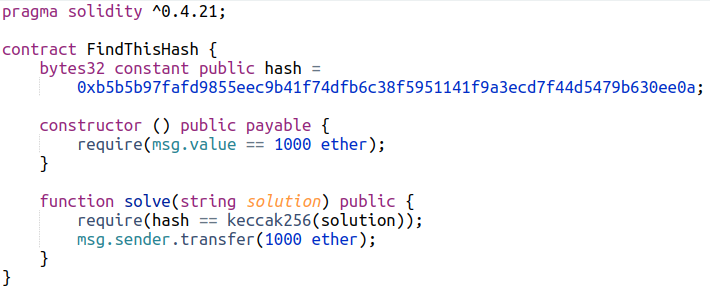 pragma solidity ^0.4.21;
contract FindThisHash {
bytes32 constant public hash =
0xb5b5b97fafd9855eec9b41f74dfb6c38f5951141f9a3ecd7f44d5479b630ee0a;
constructor () public payable {
require(msg.value == 1000 ether);
}
function solve(string solution) public {
require(hash == keccak256(solution));
msg.sender.transfer(1000 ether);
}
}